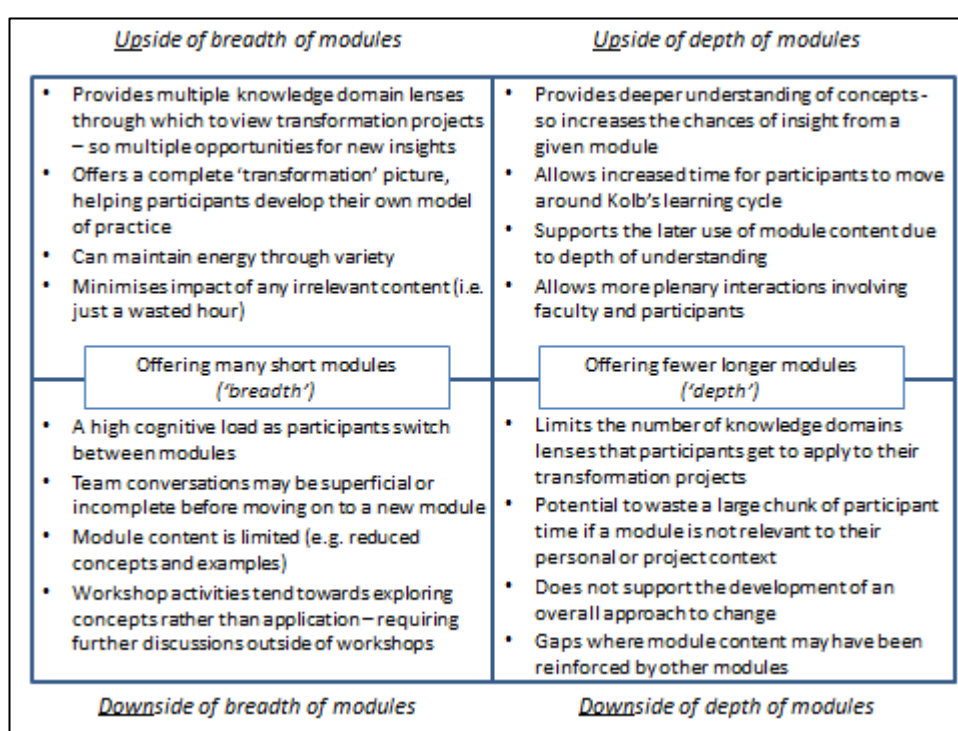 Upside of breadth of modules
• Provides multiple knowledge domain lenses
through which to view transformation projects
– so multiple opportunities for new insights
• Offers a complete ‘transformation’ picture,
helping participants develop their own model
of practice
• Can maintain energy through variety
• Minimises impact of any irrelevant content (i.e.
just a wasted hour)
Upside of depth of modules
• Provides deeper understanding of concepts -
so increases the chances of insight from a
given module
• Allows increased time for participants to move
around Kolb’s learning cycle
• Supports the later use of module content due
to depth of understanding
• Allows more plenary interactions involving
faculty and participants
Offering many short modules
(‘breadth’)
Offering fewer longer modules
(‘depth’)
• A high cognitive load as participants switch
between modules
• Team conversations may be superficial or
incomplete before moving on to a new module
• Module content is limited (e.g. reduced
concepts and examples)
• Workshop activities tend towards exploring
concepts rather than application – requiring
further discussions outside of workshops
Downside of breadth of modules
• Limits the number of knowledge domains
lenses that participants get to apply to their
transformation projects
• Potential to waste a large chunk of participant
time if a module is not relevant to their
personal or project context
• Does not support the development of an
overall approach to change
• Gaps where module content may have been
reinforced by other modules
Downside of depth of modules